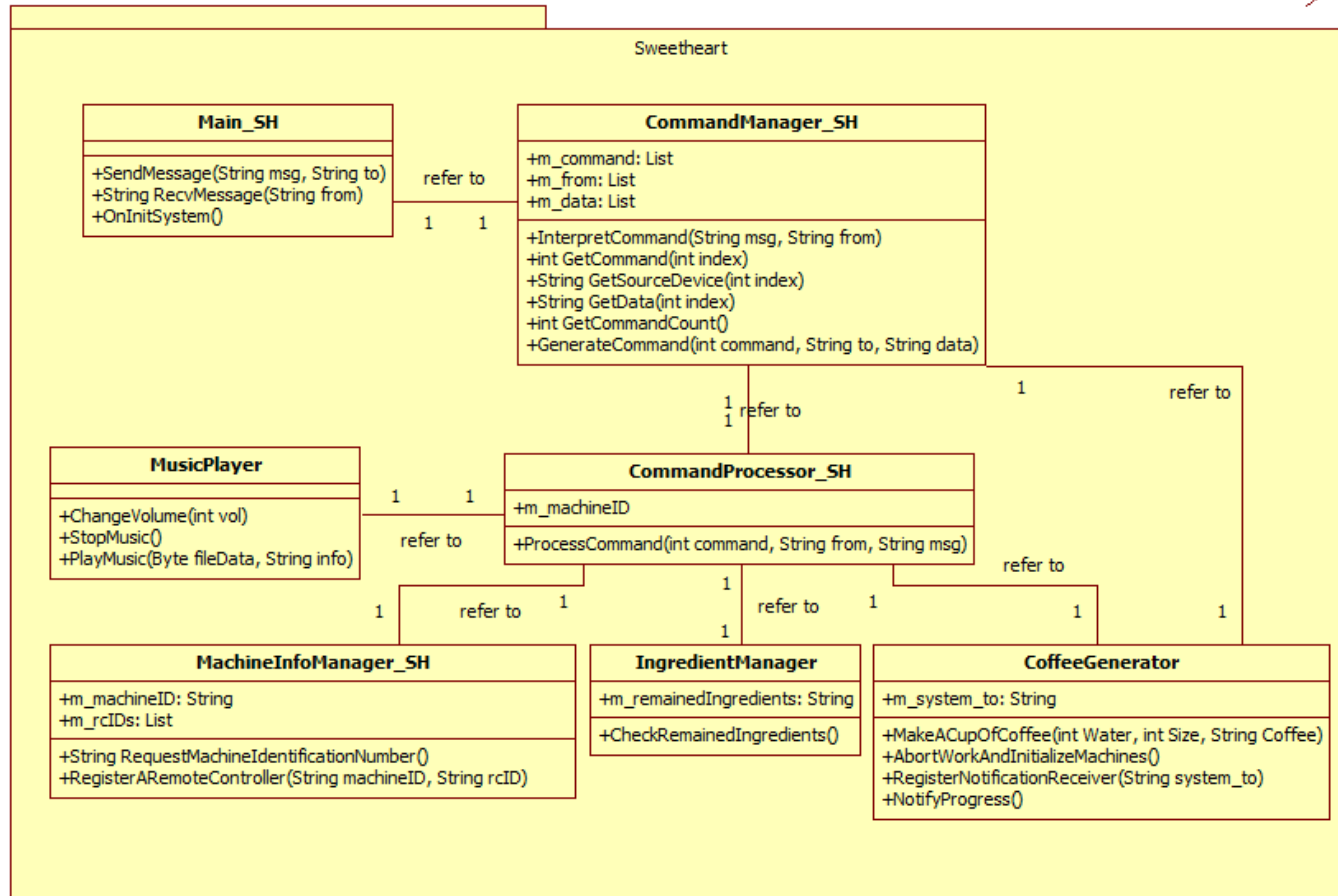 Sweetheart
Main_SH
+SendMessage(String msg, String to)
+String RecvMessage(String from)
+OnInitSystem()
refer to
1 1
CommandManager_SH
+m_command: List
+m_from: List
+m_data: List
+InterpretCommand(String msg, String from)
+int GetCommand(int index)
+String GetSourceDevice(int index)
+String GetData(int index)
+int GetCommandCount()
+GenerateCommand(int command, String to, String data)
1
refer to
1
1
refer to
1
MusicPlayer
+ChangeVolume(int vol)
+StopMusic()
+PlayMusic(Byte fileData, String info)
1 1
refer to
CommandProcessor_SH
+m_machineID
+ProcessCommand(int command, String from, String msg)
1
refer to
1
1
refer to
1
refer to
1
1
MachineInfoManager_SH
+m_machineID: String
+m_rcIDs: List
+String RequestMachineIdentificationNumber()
+RegisterARemoteController(String machineID, String rcID)
IngredientManager
+m_remainedIngredients: String
+CheckRemainedIngredients()
CoffeeGenerator
+m_system_to: String
+MakeACupOfCoffee(int Water, int Size, String Coffee)
+AbortWorkAndInitializeMachines()
+RegisterNotificationReceiver(String system_to)
+NotifyProgress()